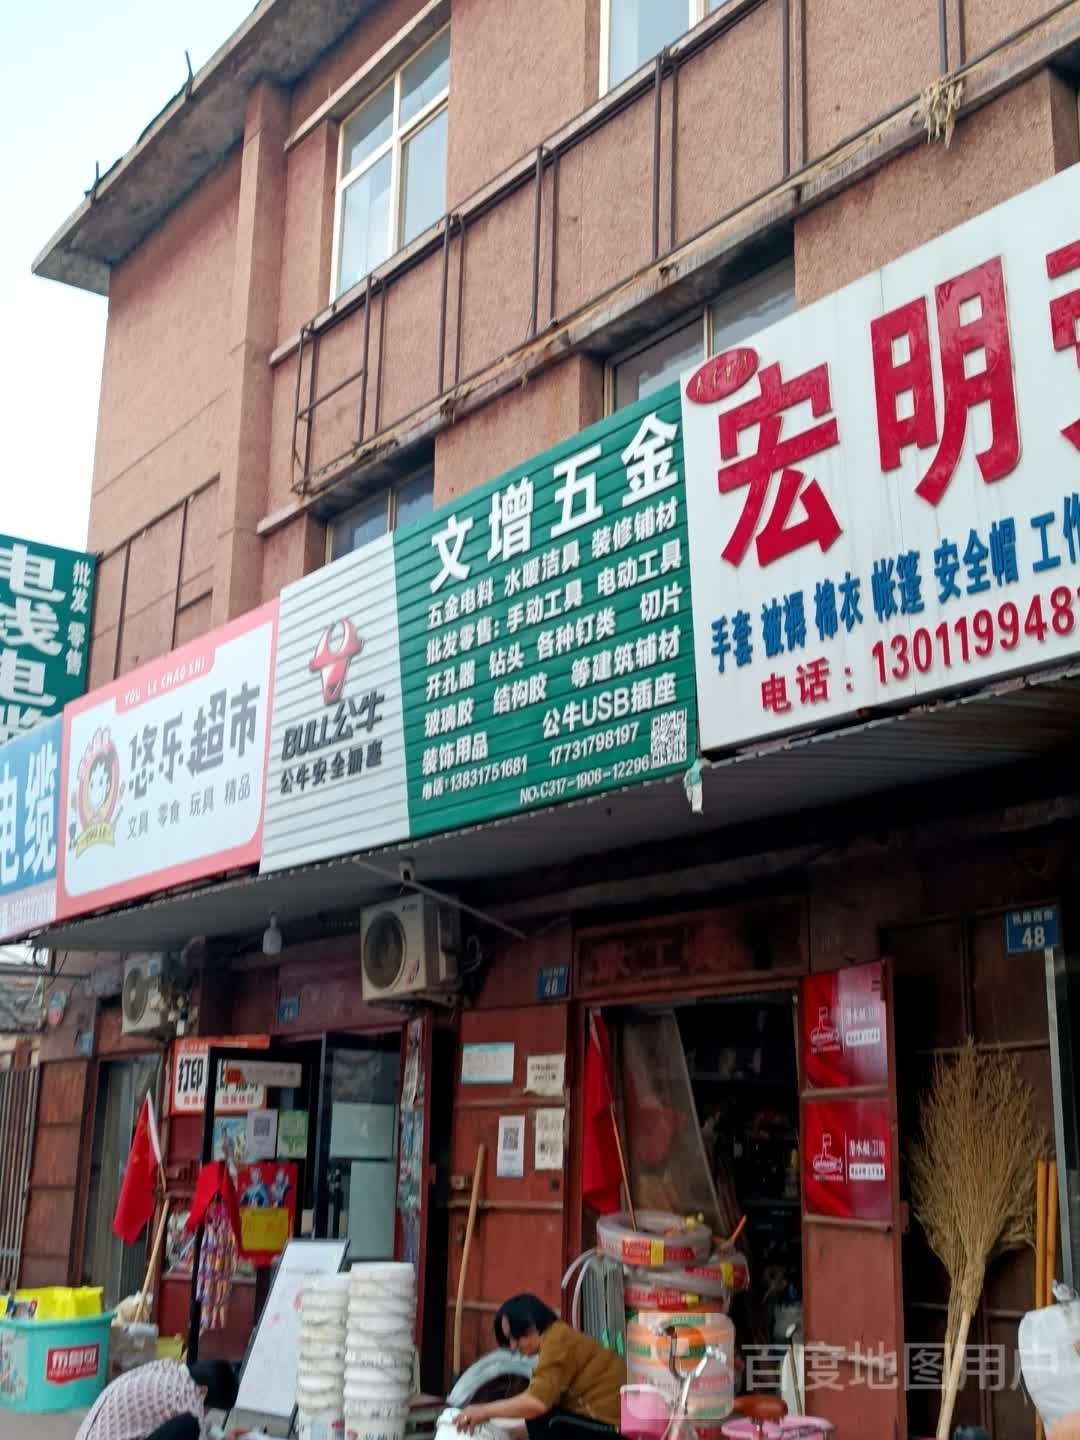 电线电
批发 零售
电缆
YOU LE CHAO SHI
悠乐超市
文具 零食 玩具 精品
BULL公牛
公牛安全插座
文增五金
五金电料 水暖洁具 装修铺材
批发零售：手动工具 电动工具
开孔器 钻头 各种钉类 切片
玻璃胶 结构胶 等建筑辅材
装饰用品 公牛USB插座
电话：13831751681 17731798197
NO.C317-1906-12296
宏明
手套 被褥 棉衣 帐篷 安全帽 工作
电话：1301199948
48
打印
百度地图用户